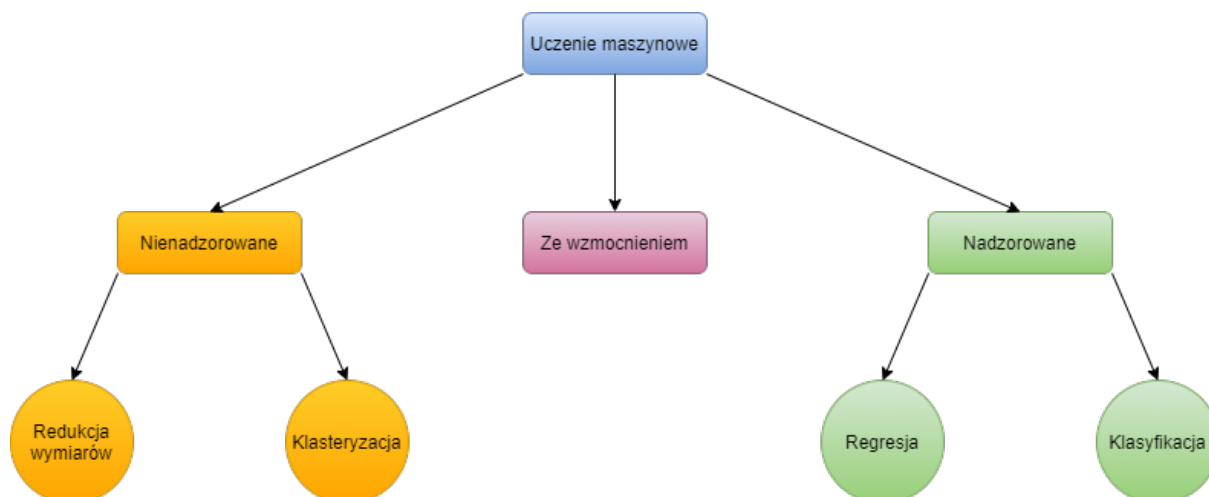 Uczenie maszynowe
Nienadzorowane
Ze wzmocnieniem
Nadzorowane
Redukcja
wymiarów
Klasteryzacja
Regresja
Klasyfikacja